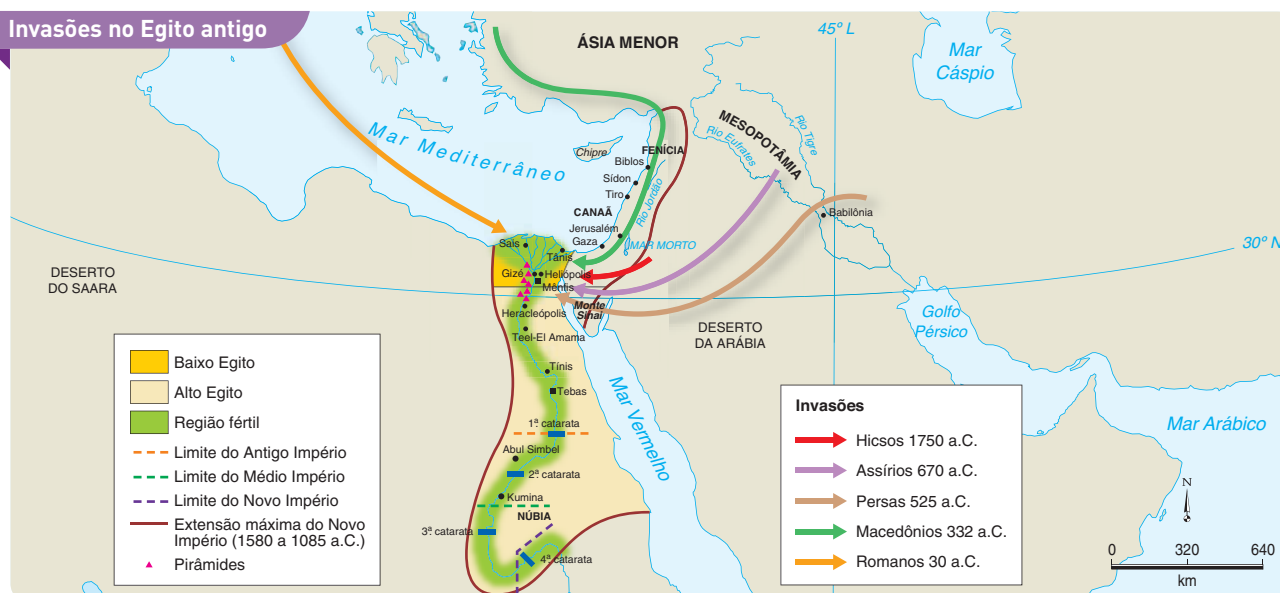 Invasões no Egito antigo
ÁSIA MENOR
45º L
Mar
Cáspio
Mar Mediterrâneo
MESOPOTÂMIA
Rio Tigre
Rio Eufrates
Chipre
FENÍCIA
Biblos
Sídon
Tiro
Rio Jordão
CANAÃ
Jerusalém
Gaza
MAR MORTO
Babilônia
30º N
Sais
Tânis
Gizé
Heliópolis
Mênfis
DESERTO
DO SAARA
Heracleópolis
Monte
Sinai
DESERTO
DA ARÁBIA
Golfo
Pérsico
Teel-El Amama
Tínis
Tebas
Mar Vermelho
Mar Arábico
1ª catarata
Abul Simbel
2ª catarata
Kumina
NÚBIA
3ª catarata
4ª catarata
Baixo Egito
Alto Egito
Região fértil
Limite do Antigo Império
Limite do Médio Império
Limite do Novo Império
Extensão máxima do Novo
Império (1580 a 1085 a.C.)
Pirâmides
Invasões
Hicsos 1750 a.C.
Assírios 670 a.C.
Persas 525 a.C.
Macedônios 332 a.C.
Romanos 30 a.C.
N
0 320 640
km